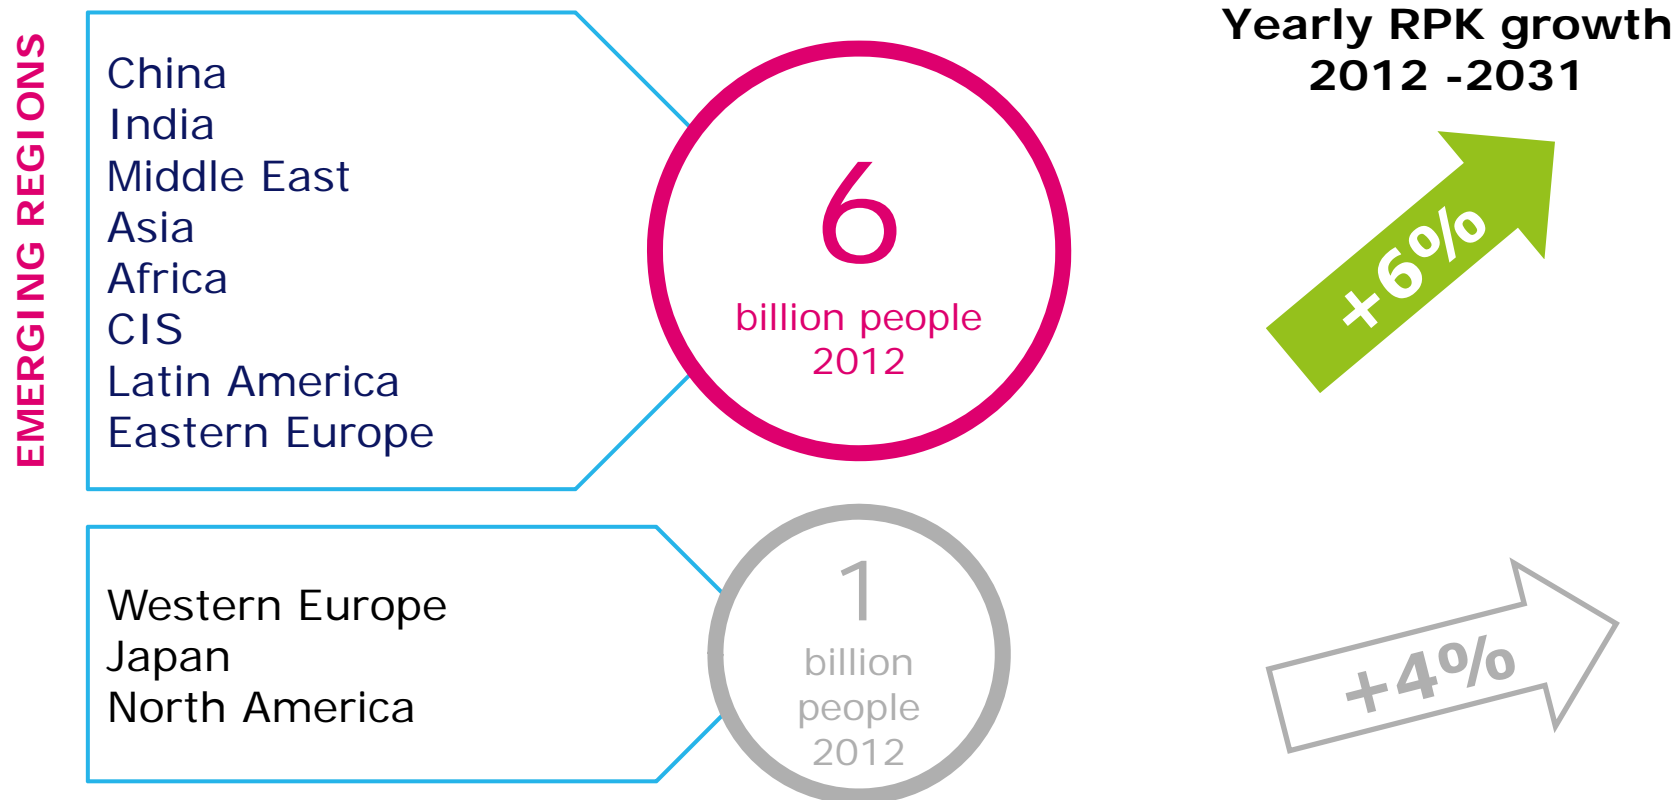 EMERGING REGIONS
China
India
Middle East
Asia
Africa
CIS
Latin America
Eastern Europe
6
billion people
2012
Yearly RPK growth
2012 -2031
+6%
Western Europe
Japan
North America
1
billion
people
2012
+4%